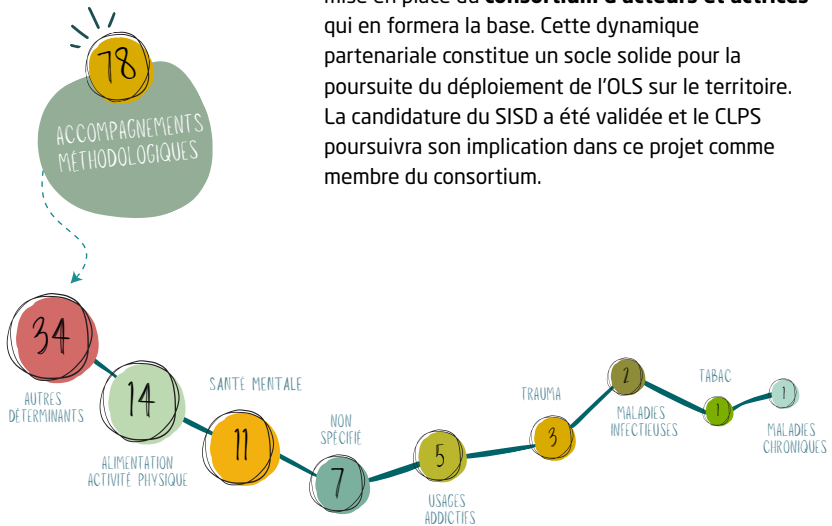 mise en place du consortium d'acteurs et actrices
qui en formera la base. Cette dynamique
partenariale constitue un socle solide pour la
poursuite du déploiement de l'OLS sur le territoire.
La candidature du SISD a été validée et le CLPS
poursuivra son implication dans ce projet comme
membre du consortium.
78
ACCOMPAGNEMENTS
MÉTHODOLOGIQUES
34
AUTRES
DÉTERMINANTS
14
ALIMENTATION
ACTIVITÉ PHYSIQUE
11
SANTÉ MENTALE
7
NON
SPÉCIFIÉ
5
USAGES
ADDICTIFS
3
TRAUMA
2
MALADIES
INFECTIEUSES
1
TABAC
1
MALADIES
CHRONIQUES